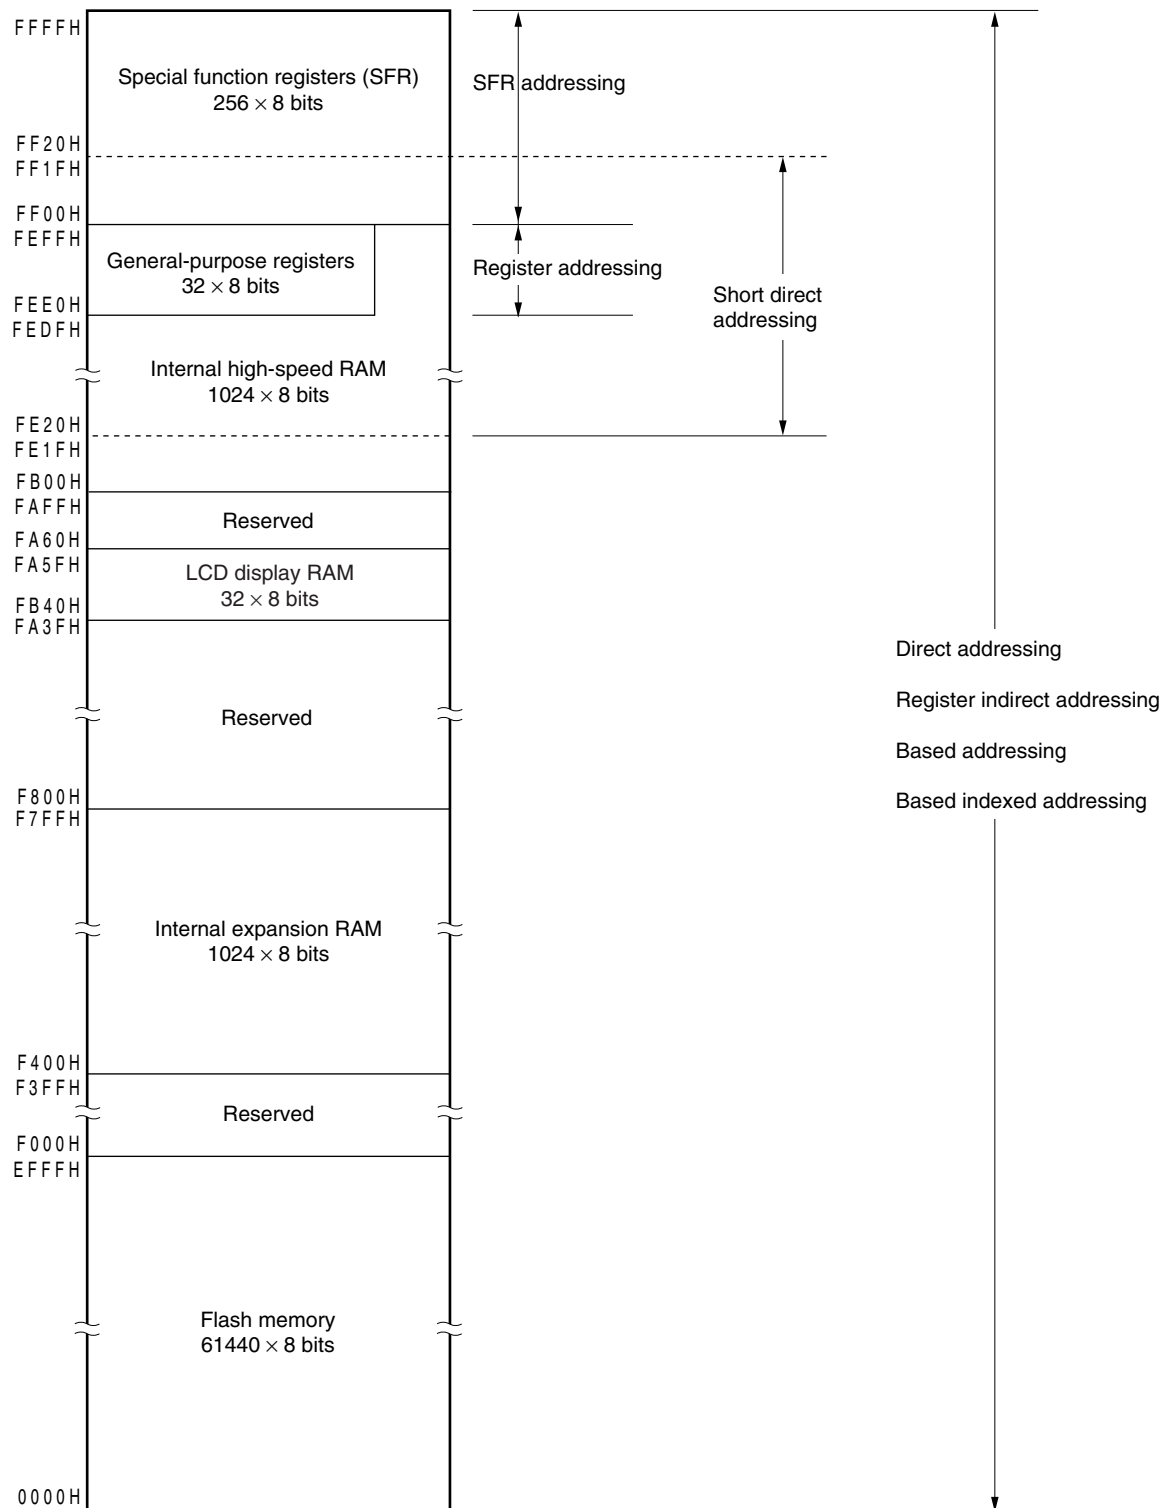 FFFFH
Special function registers (SFR)
256 × 8 bits
SFR addressing
FF20H
FF1FH
FF00H
FEFFH
General-purpose registers
32 × 8 bits
Register addressing
Short direct
addressing
FEE0H
FEDFH
Internal high-speed RAM
1024 × 8 bits
FE20H
FE1FH
FB00H
FAFFH
Reserved
FA60H
FA5FH
LCD display RAM
32 × 8 bits
FB40H
FA3FH
Direct addressing
Register indirect addressing
Based addressing
Based indexed addressing
Reserved
F800H
F7FFH
Internal expansion RAM
1024 × 8 bits
F400H
F3FFH
Reserved
F000H
EFFFH
Flash memory
61440 × 8 bits
0000H